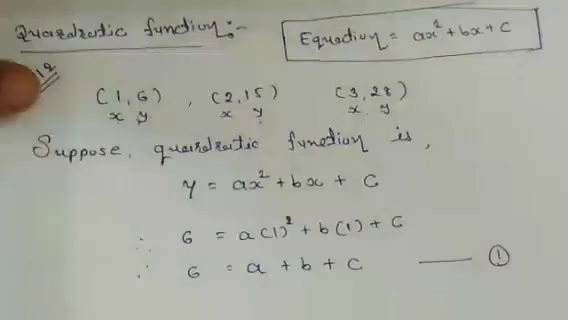 Quadratic function:-
Equation = ax² + bx + c
(1, 6) , (2, 15) (3, 28)
x y x y x y
Suppose, quadratic function is,
y = ax² + bx + c
∴ 6 = a(1)² + b(1) + c
∴ 6 = a + b + c —— ①